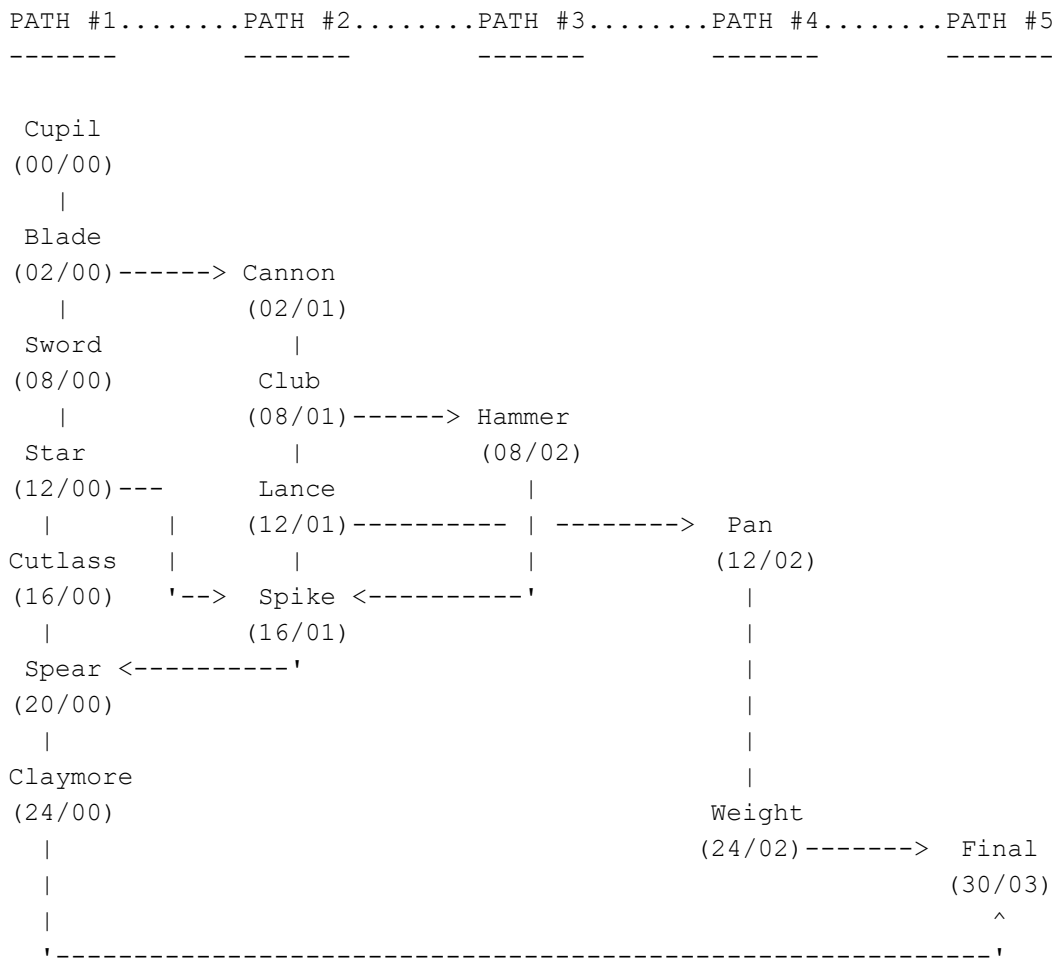 PATH #1........PATH #2........PATH #3........PATH #4........PATH #5
-------        -------        -------        -------        -------
Cupil
(00/00)
|
Blade
(02/00)------> Cannon
|            (02/01)
Sword            |
(08/00)         Club
|            (08/01)------> Hammer
Star             |            (08/02)
(12/00)---      Lance            |
|       |    (12/01)---------- | -------->  Pan
Cutlass   |       |              |           (12/02)
(16/00)   '-->  Spike <----------'              |
|            (16/01)                         |
Spear <----------'                            |
(20/00)                                        |
|                                            |
Claymore                                       |
(24/00)                                      Weight
|                                         (24/02)------->  Final
|                                                         (30/03)
|                                                            ^
'------------------------------------------------------------'